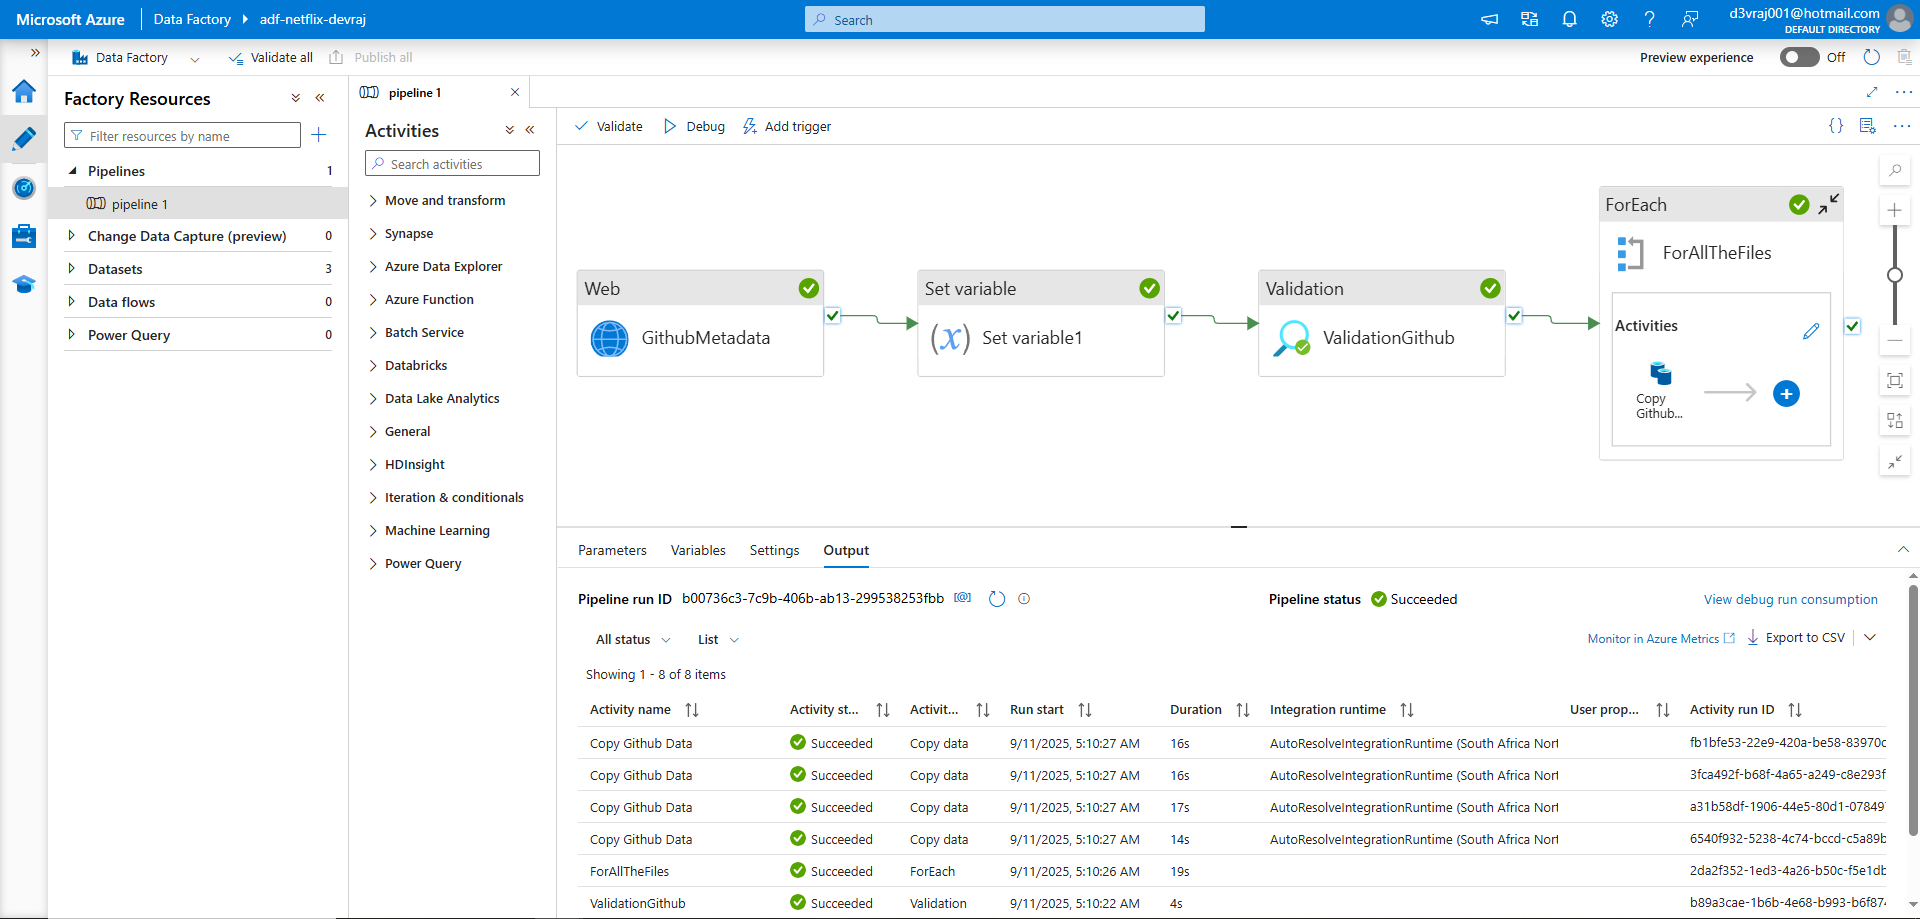 Microsoft Azure
Data Factory
adf-netflix-devraj
Search
d3vraj001@hotmail.com
DEFAULT DIRECTORY
Data Factory
Validate all
Publish all
Preview experience
Off
Factory Resources
Filter resources by name
Pipelines 1
pipeline 1
Change Data Capture (preview) 0
Datasets 3
Data flows 0
Power Query 0
pipeline 1
Activities
Search activities
Move and transform
Synapse
Azure Data Explorer
Azure Function
Batch Service
Databricks
Data Lake Analytics
General
HDInsight
Iteration & conditionals
Machine Learning
Power Query
Validate
Debug
Add trigger
Web
GithubMetadata
Set variable
(x) Set variable1
Validation
ValidationGithub
ForEach
ForAllTheFiles
Activities
Copy
Github...
Parameters Variables Settings Output
Pipeline run ID b00736c3-7c9b-406b-ab13-299538253fbb
Pipeline status Succeeded
View debug run consumption
All status
List
Monitor in Azure Metrics
Export to CSV
Showing 1 - 8 of 8 items
Activity name Activity st... Activit... Run start Duration Integration runtime User prop... Activity run ID
Copy Github Data Succeeded Copy data 9/11/2025, 5:10:27 AM 16s AutoResolveIntegrationRuntime (South Africa Nort fb1bfe53-22e9-420a-be58-83970c
Copy Github Data Succeeded Copy data 9/11/2025, 5:10:27 AM 16s AutoResolveIntegrationRuntime (South Africa Nort 3fca492f-b68f-4a65-a249-c8e293f
Copy Github Data Succeeded Copy data 9/11/2025, 5:10:27 AM 17s AutoResolveIntegrationRuntime (South Africa Nort a31b58df-1906-44e5-80d1-078497
Copy Github Data Succeeded Copy data 9/11/2025, 5:10:27 AM 14s AutoResolveIntegrationRuntime (South Africa Nort 6540f932-5238-4c74-bccd-c5a89b
ForAllTheFiles Succeeded ForEach 9/11/2025, 5:10:26 AM 19s 2da2f352-1ed3-4a26-b50c-f5e1db
ValidationGithub Succeeded Validation 9/11/2025, 5:10:22 AM 4s b89a3cae-1b6b-4e68-b993-b6f874